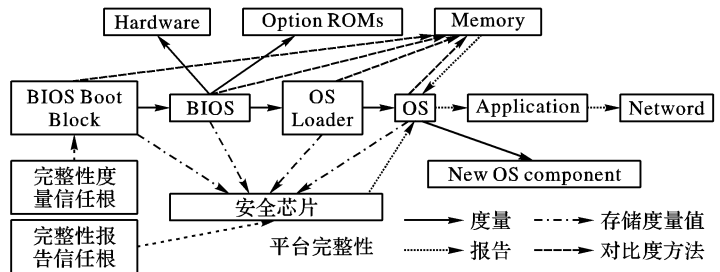 Hardware
Option ROMs
Memory
BIOS Boot
Block
BIOS
OS
Loader
OS
Application
Netword
完整性度
量信任根
New OS component
安全芯片
完整性报
告信任根
平台完整性
度量
存储度量值
报告
对比度方法